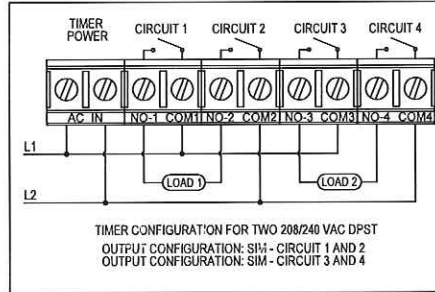 TIMER POWER
CIRCUIT 1 CIRCUIT 2 CIRCUIT 3 CIRCUIT 4
AC IN NO-1 COM1 NO-2 COM2 NO-3 COM3 NO-4 COM4
L1
LOAD 1 LOAD 2
L2
TIMER CONFIGURATION FOR TWO 208/240 VAC DPST
OUTPUT CONFIGURATION: SIM - CIRCUIT 1 AND 2
OUTPUT CONFIGURATION: SIM - CIRCUIT 3 AND 4